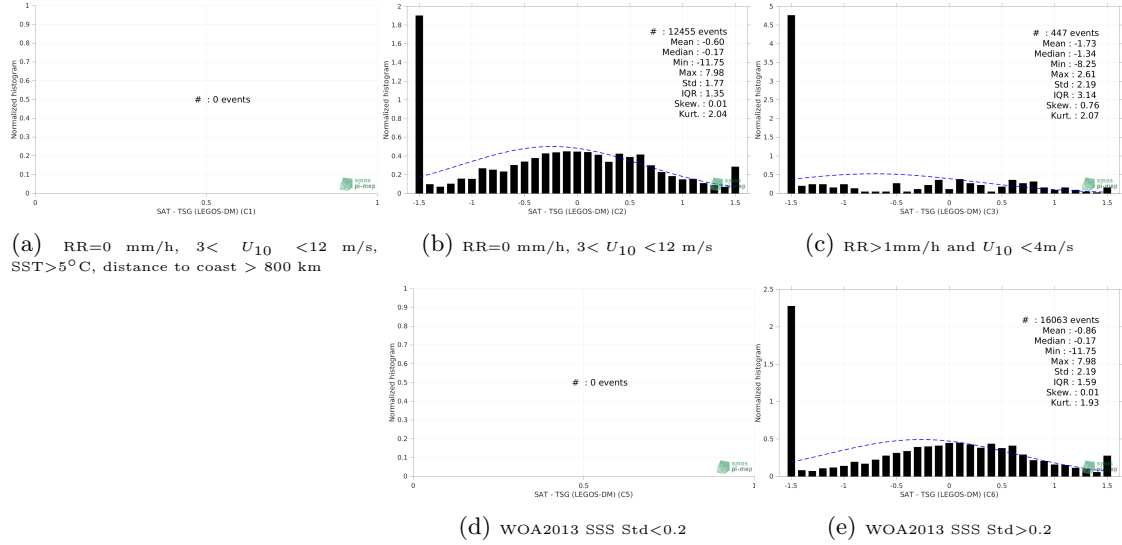 Normalized histogram
1
0.9
0.8
0.7
0.6
0.5
0.4
0.3
0.2
0.1
0
# : 0 events
smos
pi-mep
0 0.5 1
SAT - TSG (LEGOS-DM) (C1)
(a) RR=0 mm/h, 3< U10 <12 m/s,
SST>5°C, distance to coast > 800 km
Normalized histogram
2
1.8
1.6
1.4
1.2
1
0.8
0.6
0.4
0.2
0
# : 12455 events
Mean : -0.60
Median : -0.17
Min : -11.75
Max : 7.98
Std : 1.77
IQR : 1.35
Skew. : 0.01
Kurt. : 2.04
smos
pi-mep
-1.5 -1 -0.5 0 0.5 1 1.5
SAT - TSG (LEGOS-DM) (C2)
(b) RR=0 mm/h, 3< U10 <12 m/s
Normalized histogram
5
4.5
4
3.5
3
2.5
2
1.5
1
0.5
0
# : 447 events
Mean : -1.73
Median : -1.34
Min : -8.25
Max : 2.61
Std : 2.19
IQR : 3.14
Skew. : 0.76
Kurt. : 2.07
smos
pi-mep
-1.5 -1 -0.5 0 0.5 1 1.5
SAT - TSG (LEGOS-DM) (C3)
(c) RR>1mm/h and U10 <4m/s
Normalized histogram
1
0.9
0.8
0.7
0.6
0.5
0.4
0.3
0.2
0.1
0
# : 0 events
smos
pi-mep
0 0.5 1
SAT - TSG (LEGOS-DM) (C5)
(d) WOA2013 SSS Std<0.2
Normalized histogram
2.5
2
1.5
1
0.5
0
# : 16063 events
Mean : -0.86
Median : -0.17
Min : -11.75
Max : 7.98
Std : 2.19
IQR : 1.59
Skew. : 0.01
Kurt. : 1.93
smos
pi-mep
-1.5 -1 -0.5 0 0.5 1 1.5
SAT - TSG (LEGOS-DM) (C6)
(e) WOA2013 SSS Std>0.2